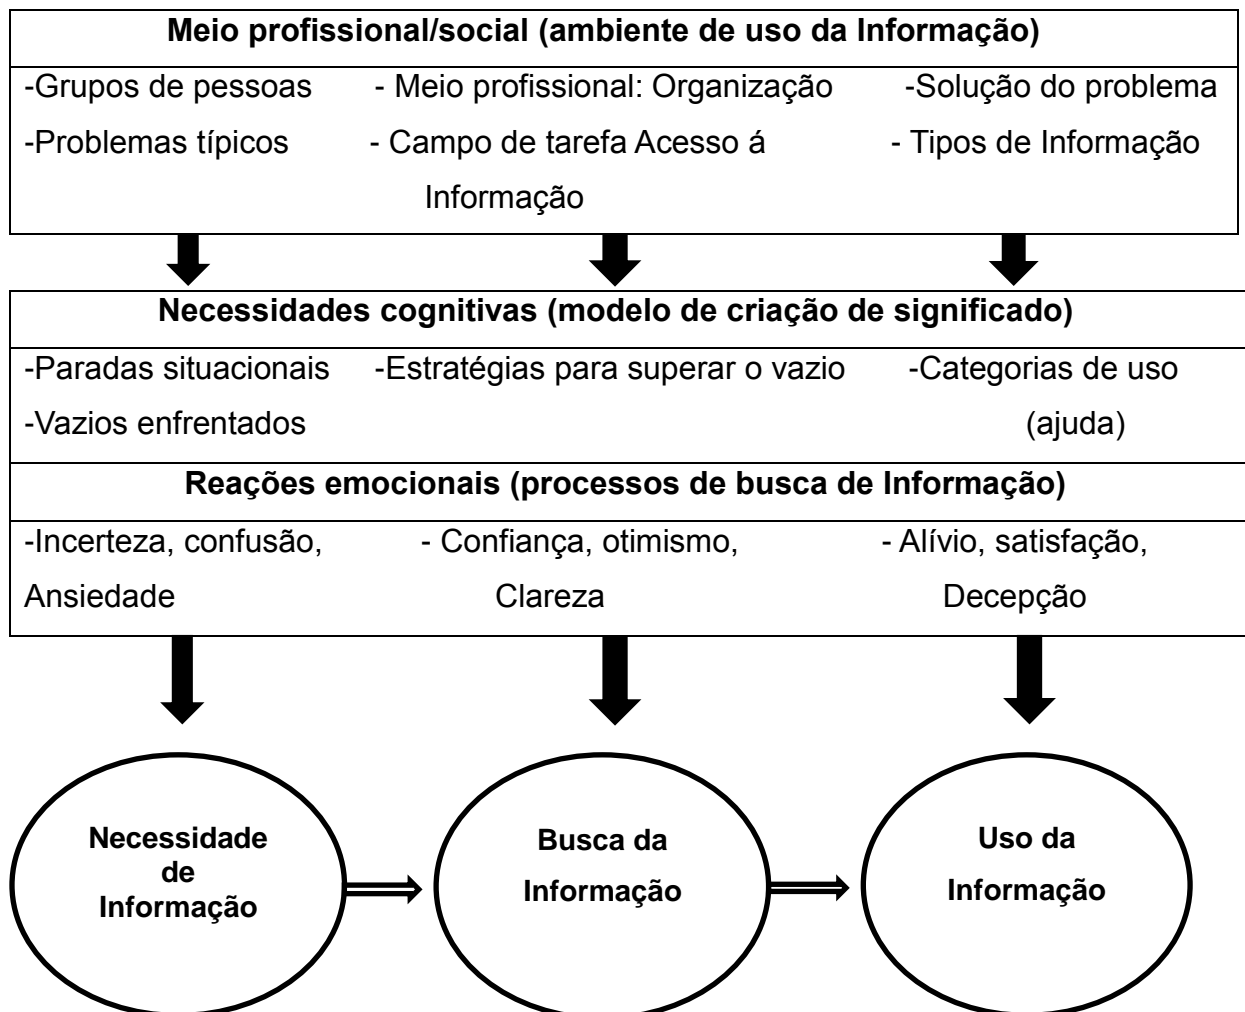 Meio profissional/social (ambiente de uso da Informação)
-Grupos de pessoas - Meio profissional: Organização -Solução do problema
-Problemas típicos - Campo de tarefa Acesso á - Tipos de Informação
Informação
Necessidades cognitivas (modelo de criação de significado)
-Paradas situacionais -Estratégias para superar o vazio -Categorias de uso
-Vazios enfrentados (ajuda)
Reações emocionais (processos de busca de Informação)
-Incerteza, confusão, - Confiança, otimismo, - Alívio, satisfação,
Ansiedade Clareza Decepção
Necessidade
de
Informação
Busca da
Informação
Uso da
Informação